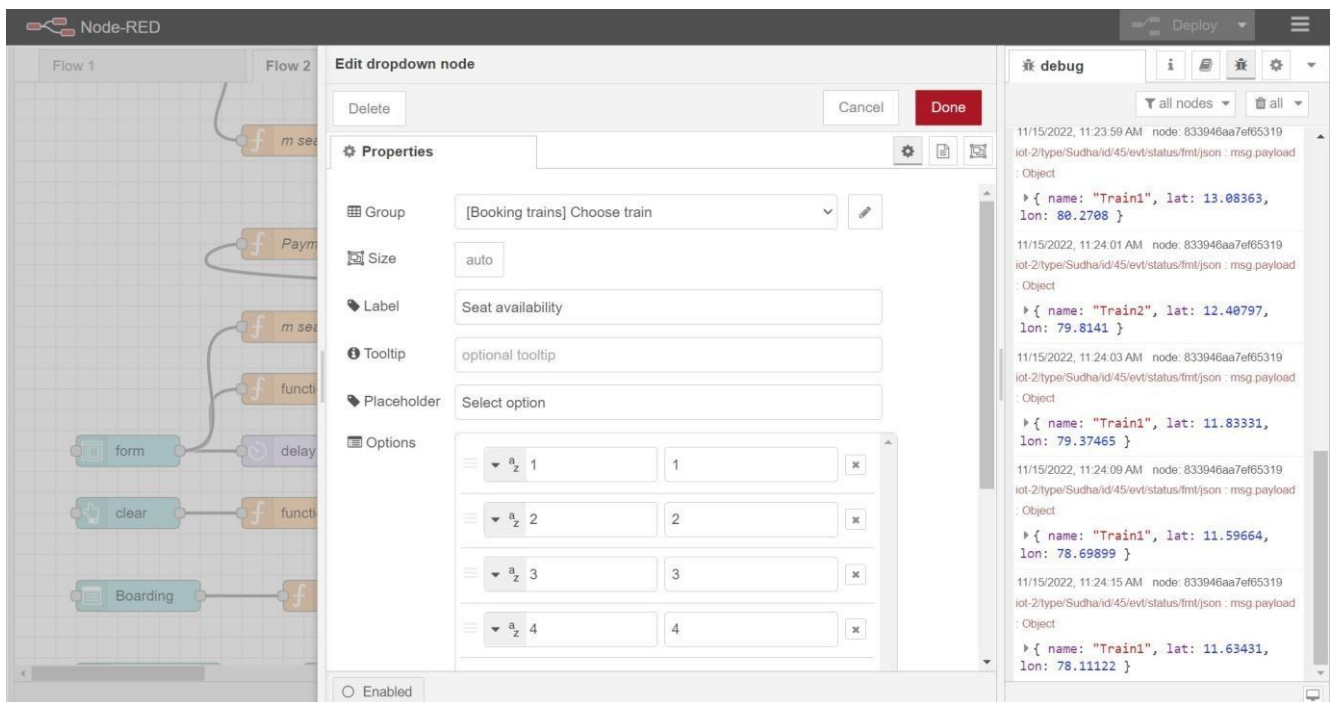 Node-RED
Deploy
Flow 1
Flow 2
m sea
Paym
m sea
functi
form
delay
clear
functi
Boarding
Edit dropdown node
Delete
Cancel
Done
Properties
Group
[Booking trains] Choose train
Size
auto
Label
Seat availability
Tooltip
optional tooltip
Placeholder
Select option
Options
1 1
2 2
3 3
4 4
Enabled
debug
all nodes
all
11/15/2022, 11:23:59 AM node: 833946aa7ef65319
iot-2/type/Sudha/id/45/evt/status/fmt/json : msg.payload
: Object
{ name: "Train1", lat: 13.08363,
lon: 80.2708 }
11/15/2022, 11:24:01 AM node: 833946aa7ef65319
iot-2/type/Sudha/id/45/evt/status/fmt/json : msg.payload
: Object
{ name: "Train2", lat: 12.40797,
lon: 79.8141 }
11/15/2022, 11:24:03 AM node: 833946aa7ef65319
iot-2/type/Sudha/id/45/evt/status/fmt/json : msg.payload
: Object
{ name: "Train1", lat: 11.83331,
lon: 79.37465 }
11/15/2022, 11:24:09 AM node: 833946aa7ef65319
iot-2/type/Sudha/id/45/evt/status/fmt/json : msg.payload
: Object
{ name: "Train1", lat: 11.59664,
lon: 78.69899 }
11/15/2022, 11:24:15 AM node: 833946aa7ef65319
iot-2/type/Sudha/id/45/evt/status/fmt/json : msg.payload
: Object
{ name: "Train1", lat: 11.63431,
lon: 78.11122 }